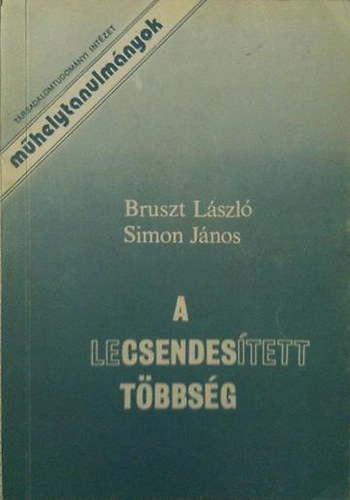 TÁRSADALOMTUDOMÁNYI INTÉZET
műhelytanulmányok
Bruszt László
Simon János
A
LECSENDESÍTETT
TÖBBSÉG